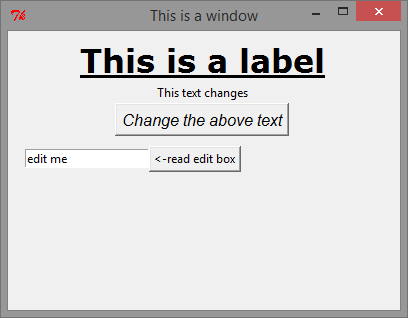 This is a window
This is a label
This text changes
Change the above text
edit me <-read edit box